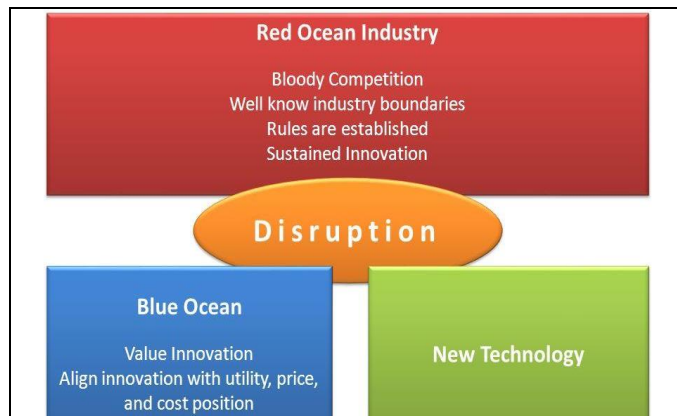 Red Ocean Industry
Bloody Competition
Well know industry boundaries
Rules are established
Sustained Innovation
Disruption
Blue Ocean
Value Innovation
Align innovation with utility, price,
and cost position
New Technology